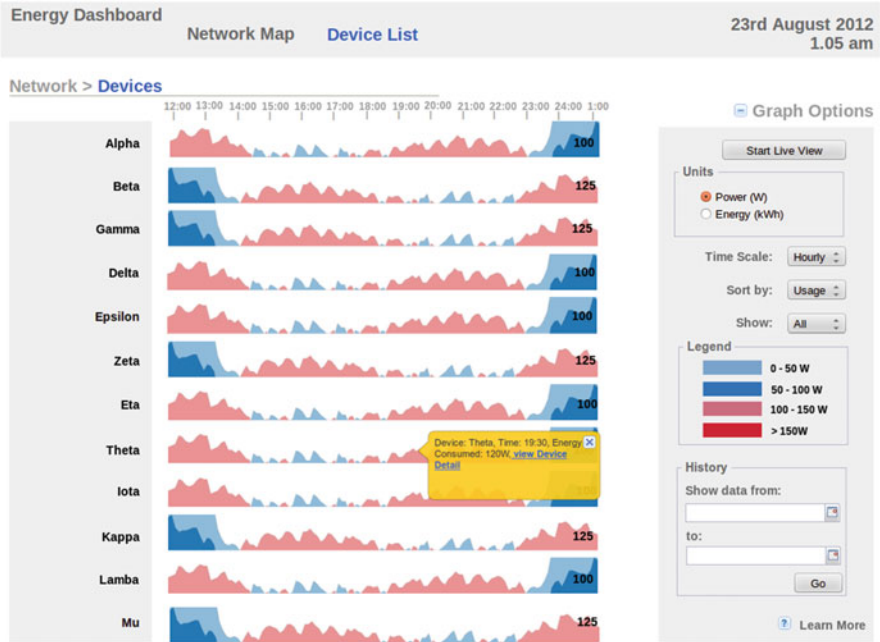 Energy Dashboard
Network Map Device List
23rd August 2012
1.05 am
Network > Devices
12:00 13:00 14:00 15:00 16:00 17:00 18:00 19:00 20:00 21:00 22:00 23:00 24:00 1:00
Graph Options
Alpha 100
Beta 125
Gamma 125
Delta 100
Epsilon 100
Zeta 125
Eta 100
Theta
Device: Theta, Time: 19:30, Energy
Consumed: 120W, view Device
Detail
Iota
Kappa 125
Lamba 100
Mu 125
Start Live View
Units
Power (W)
Energy (kWh)
Time Scale: Hourly
Sort by: Usage
Show: All
Legend
0 - 50 W
50 - 100 W
100 - 150 W
> 150W
History
Show data from:
to:
Go
? Learn More